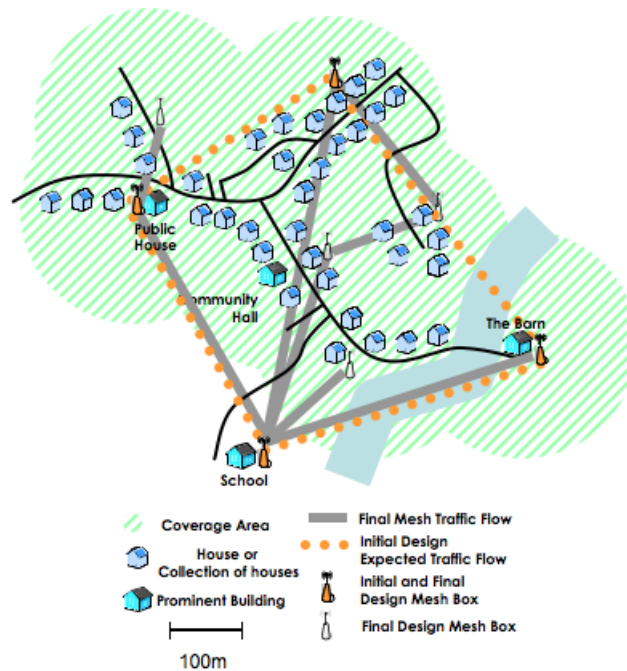 Public
House
Community
Hall
The Barn
School
Coverage Area
House or
Collection of houses
Prominent Building
100m
Final Mesh Traffic Flow
Initial Design
Expected Traffic Flow
Initial and Final
Design Mesh Box
Final Design Mesh Box